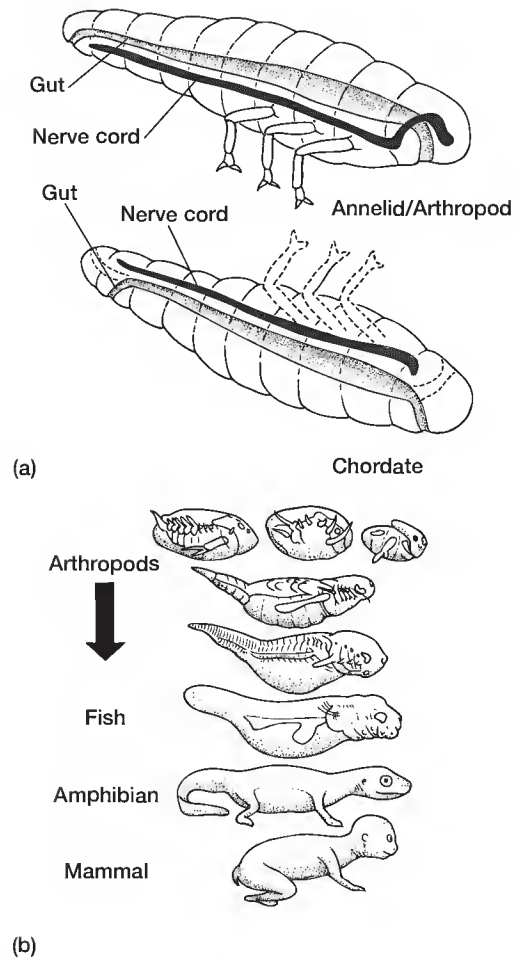 Gut
Nerve cord
Annelid/Arthropod
Gut
Nerve cord
(a)
Chordate
Arthropods
Fish
Amphibian
Mammal
(b)